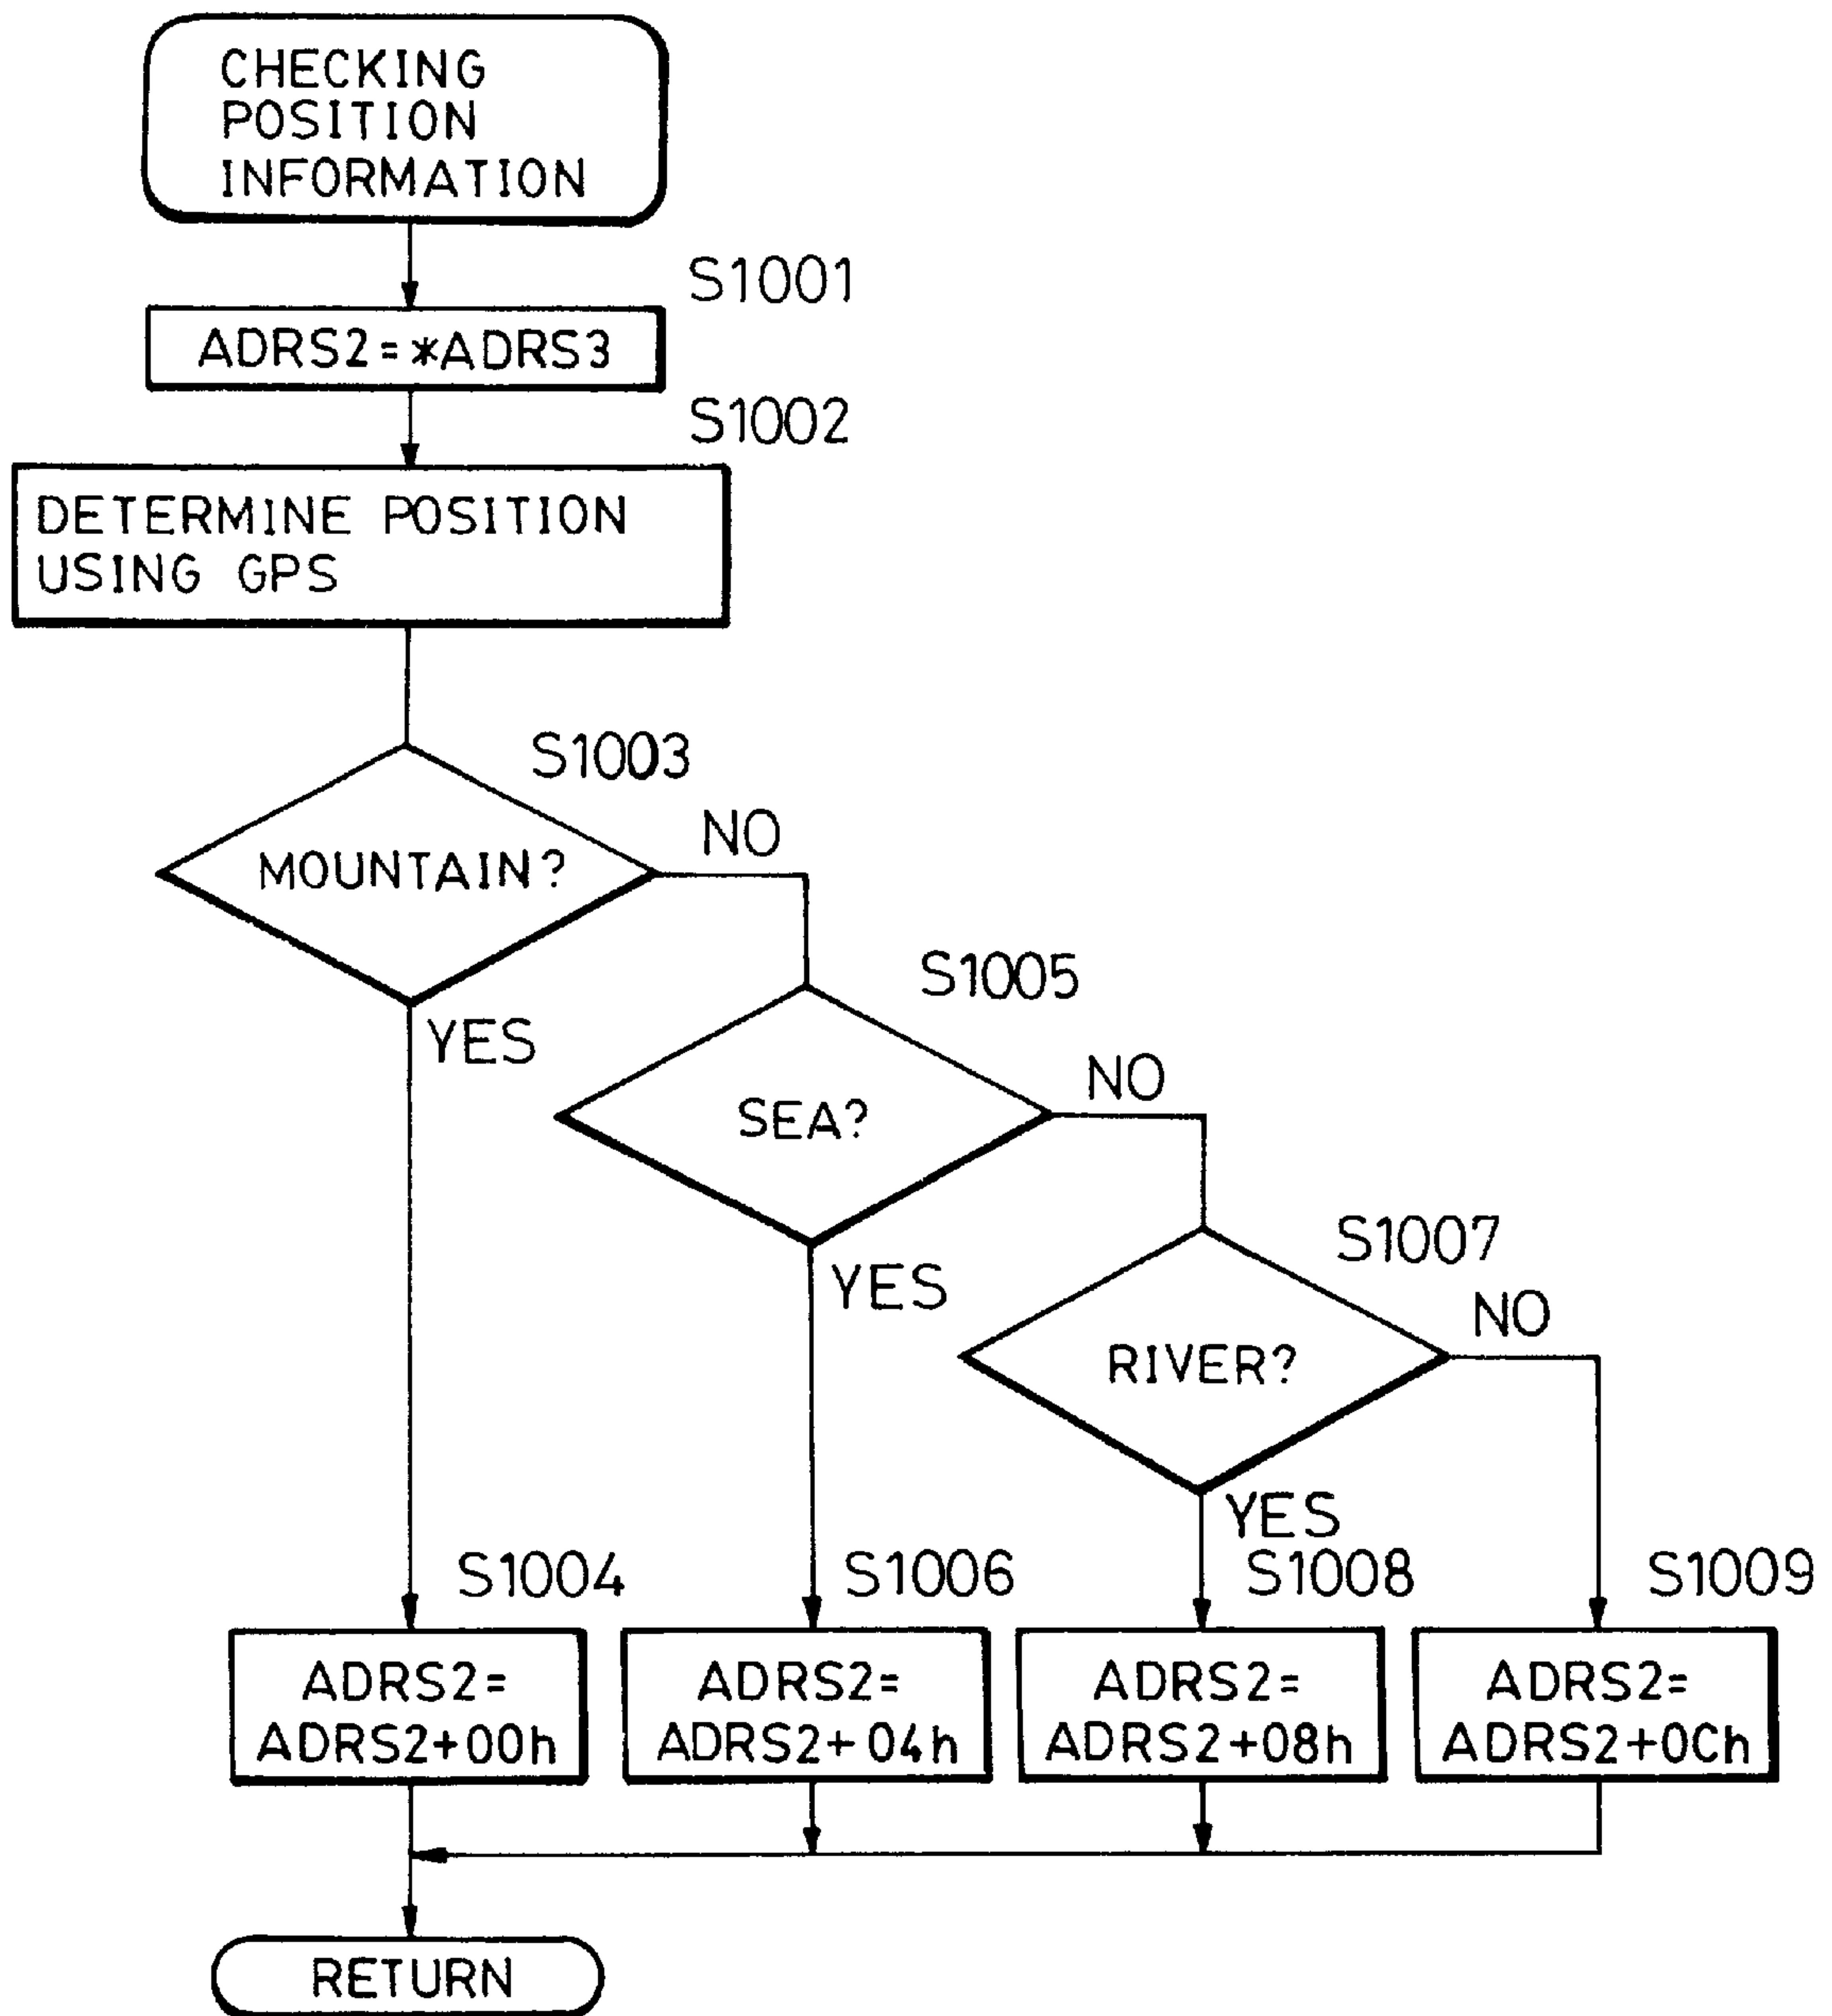 CHECKING
POSITION
INFORMATION
S1001
ADRS2=*ADRS3
S1002
DETERMINE POSITION
USING GPS
S1003
MOUNTAIN?
NO
YES
S1005
SEA?
NO
YES
S1007
RIVER?
NO
YES
S1004
ADRS2=
ADRS2+00h
S1006
ADRS2=
ADRS2+04h
S1008
ADRS2=
ADRS2+08h
S1009
ADRS2=
ADRS2+0Ch
RETURN